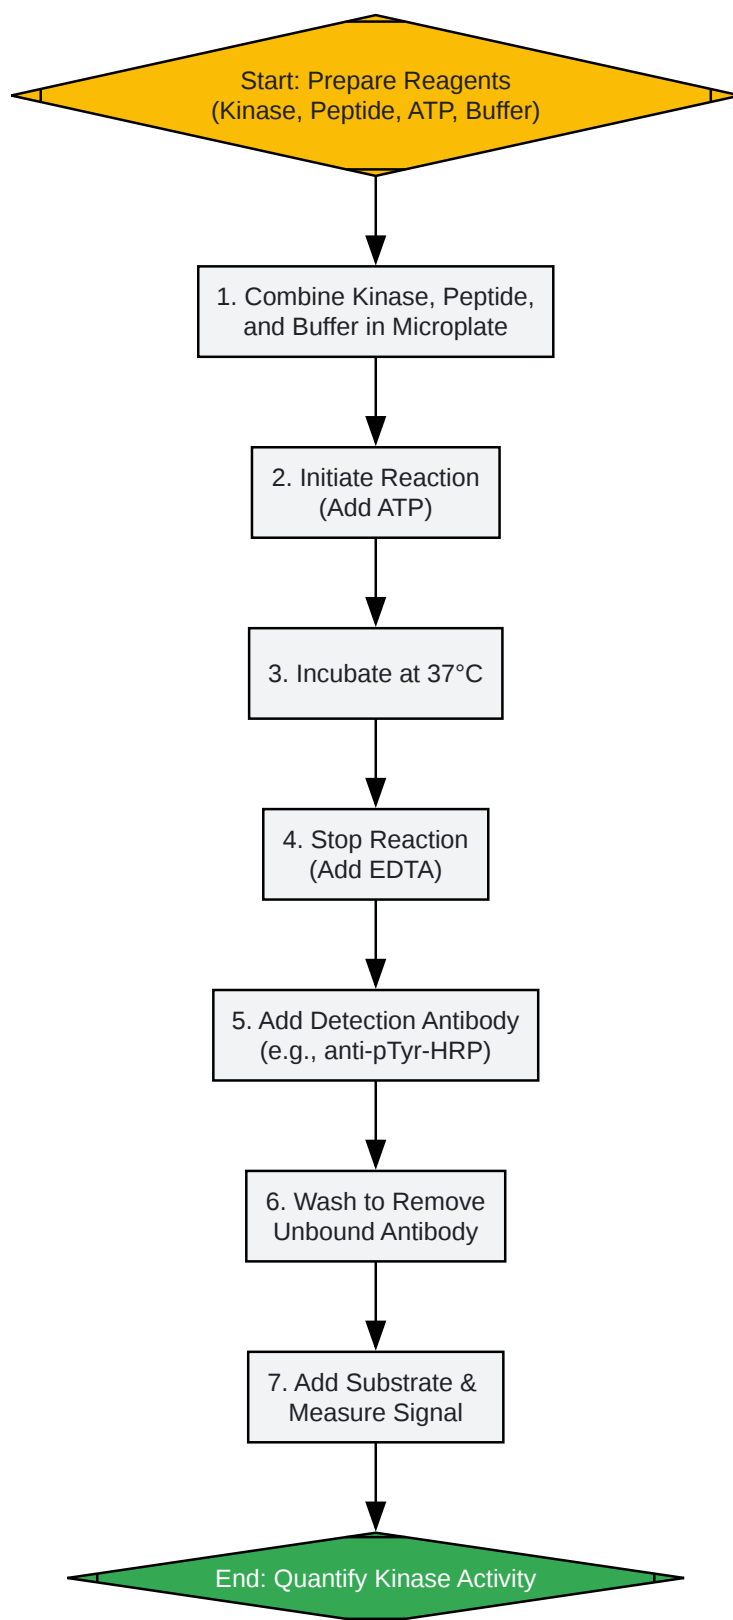 Start: Prepare Reagents
(Kinase, Peptide, ATP, Buffer)
1. Combine Kinase, Peptide,
and Buffer in Microplate
2. Initiate Reaction
(Add ATP)
3. Incubate at 37°C
4. Stop Reaction
(Add EDTA)
5. Add Detection Antibody
(e.g., anti-pTyr-HRP)
6. Wash to Remove
Unbound Antibody
7. Add Substrate &
Measure Signal
End: Quantify Kinase Activity